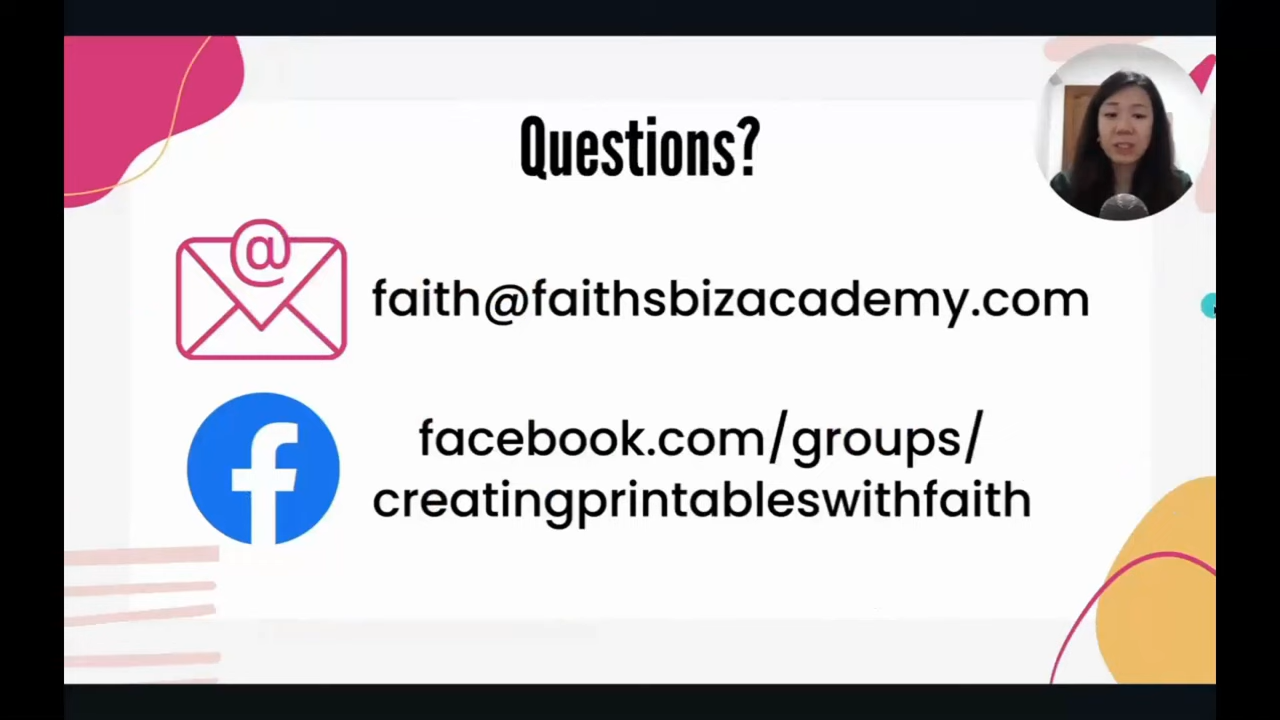 Questions?
@
faith@faithsbizacademy.com
facebook.com/groups/
creatingprintableswithfaith